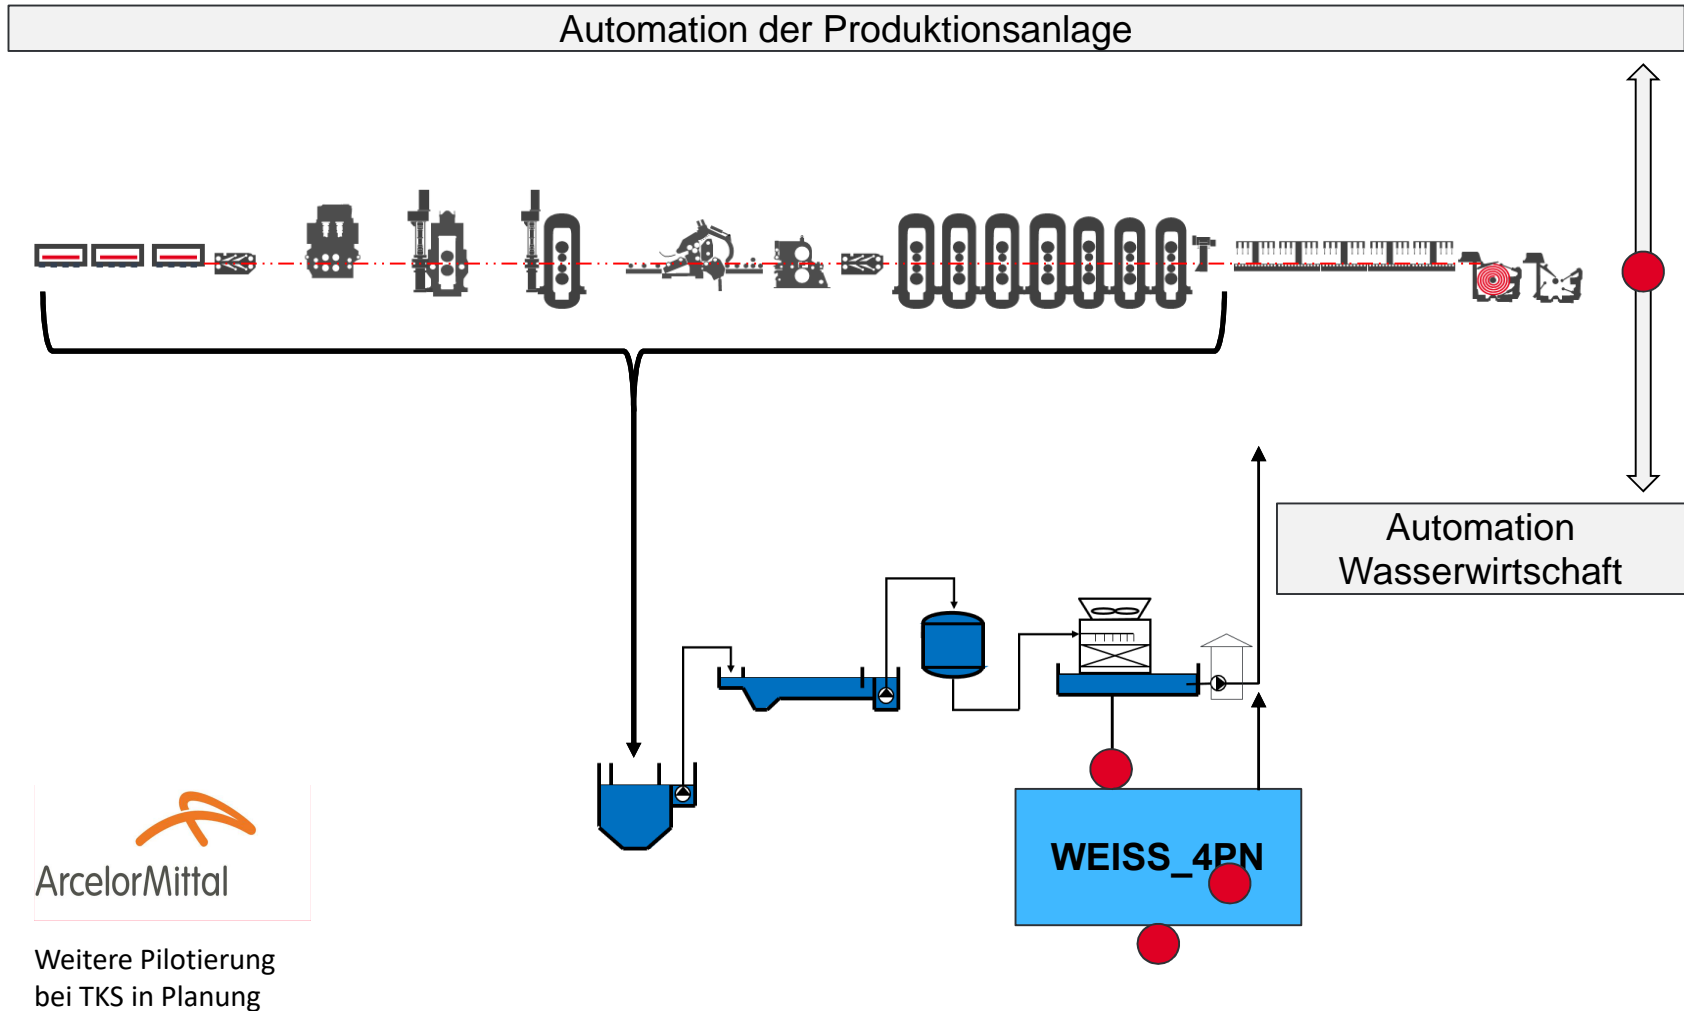 Automation der Produktionsanlage
Automation
Wasserwirtschaft
WEISS_4PN
ArcelorMittal
Weitere Pilotierung
bei TKS in Planung